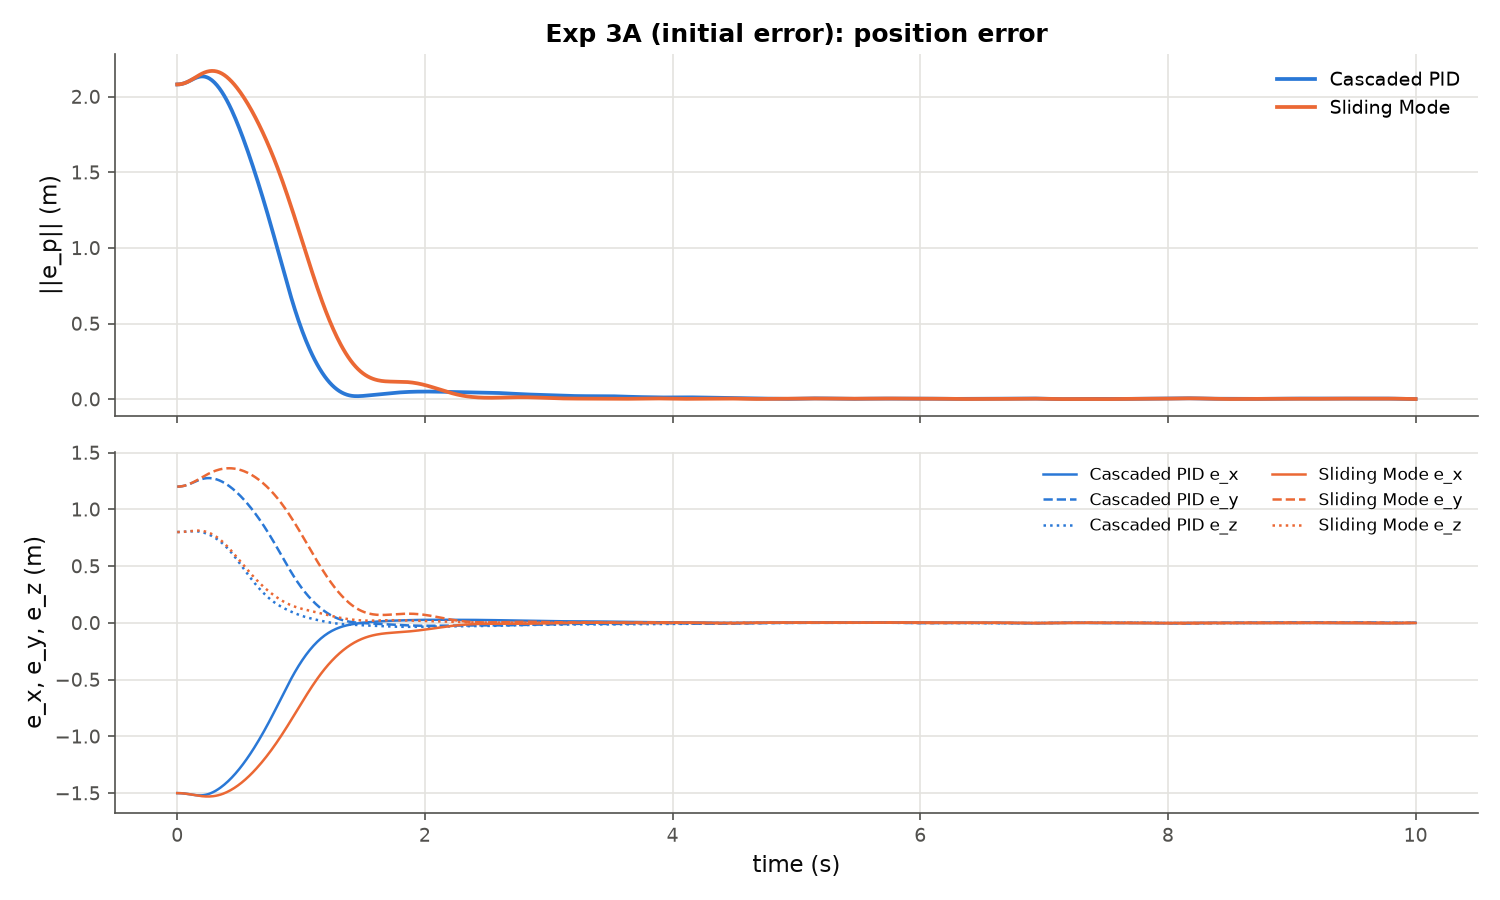 Exp 3A (initial error): position error
||e_p|| (m)
2.0
1.5
1.0
0.5
0.0
Cascaded PID
Sliding Mode
e_x, e_y, e_z (m)
1.5
1.0
0.5
0.0
−0.5
−1.0
−1.5
Cascaded PID e_x
Cascaded PID e_y
Cascaded PID e_z
Sliding Mode e_x
Sliding Mode e_y
Sliding Mode e_z
0 2 4 6 8 10
time (s)